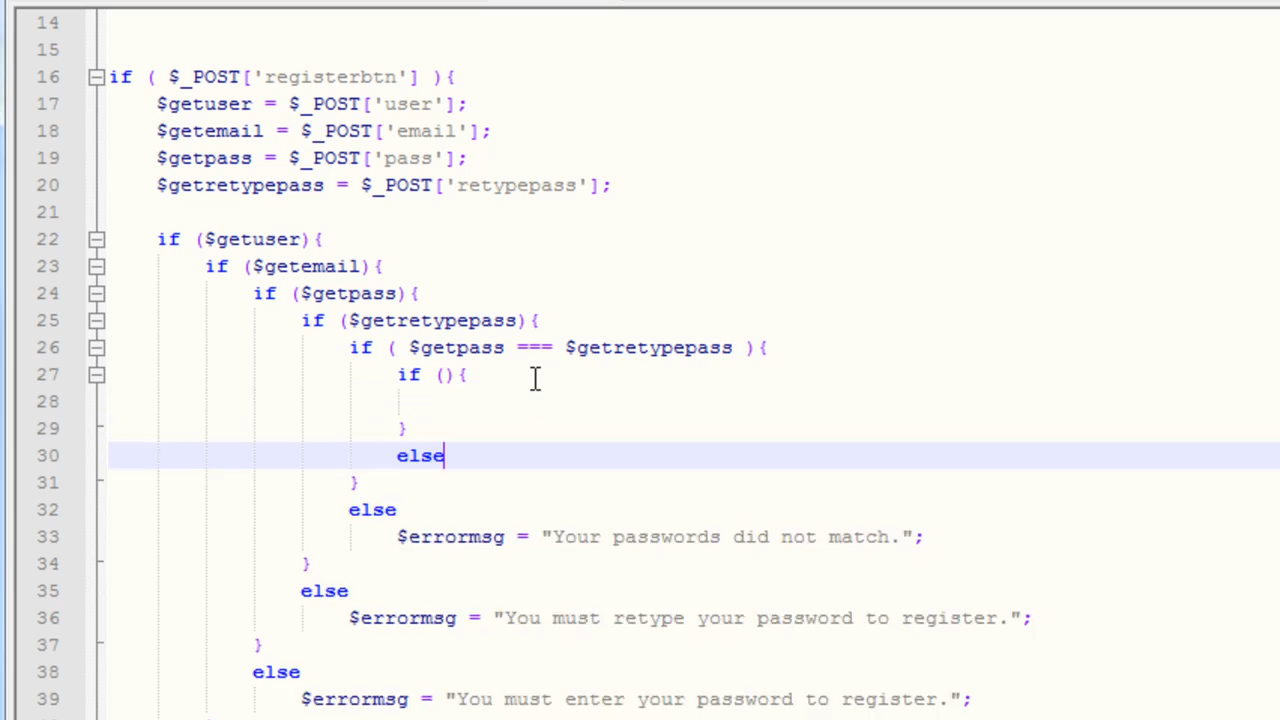 14
15
16 if ( $_POST['registerbtn'] ){
17 $getuser = $_POST['user'];
18 $getemail = $_POST['email'];
19 $getpass = $_POST['pass'];
20 $getretypepass = $_POST['retypepass'];
21
22 if ($getuser){
23 if ($getemail){
24 if ($getpass){
25 if ($getretypepass){
26 if ( $getpass === $getretypepass ){
27 if (){
28
29 }
30 else
31 }
32 else
33 $errormsg = "Your passwords did not match.";
34 }
35 else
36 $errormsg = "You must retype your password to register.";
37 }
38 else
39 $errormsg = "You must enter your password to register.";